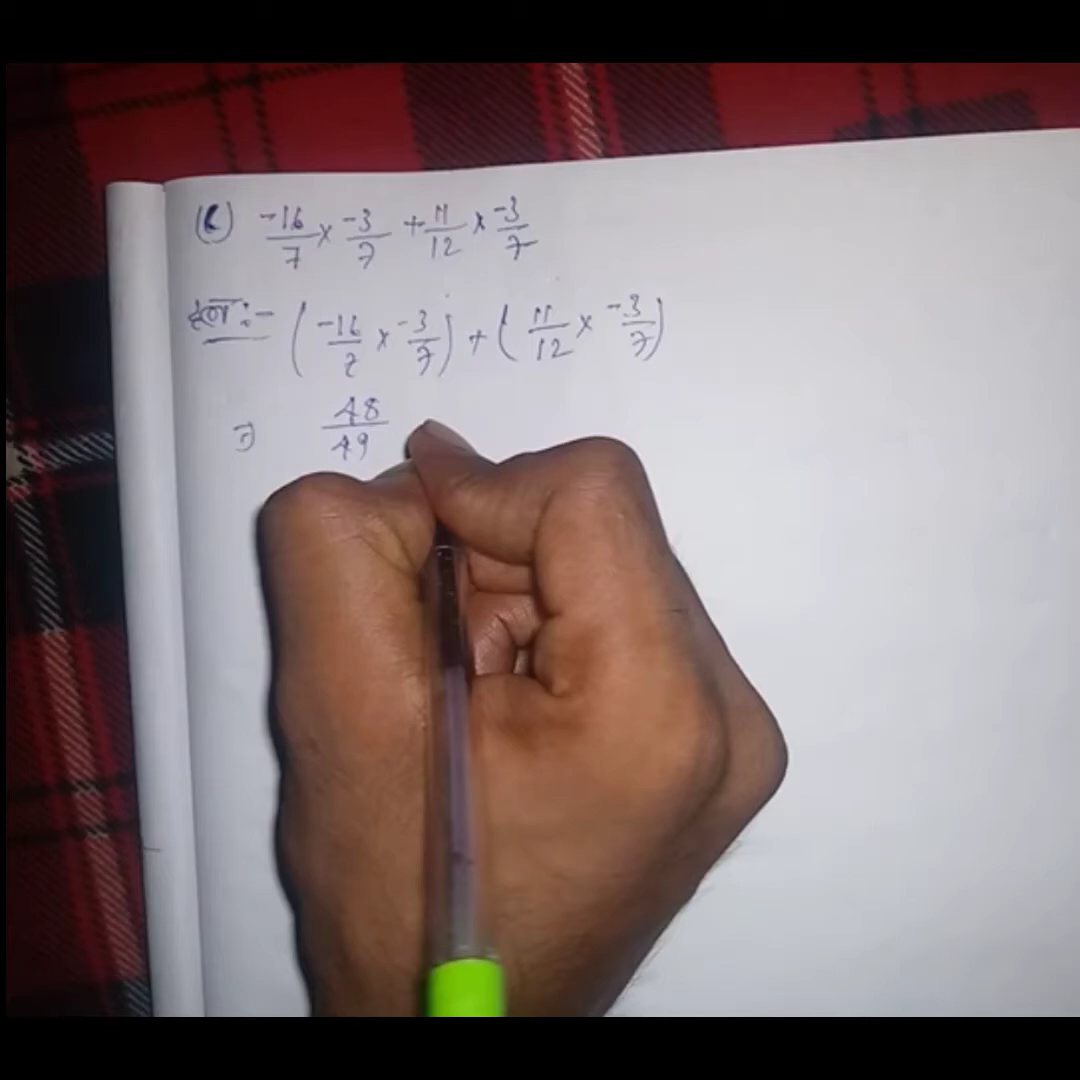 (c) -16/7 × -3/7 + 11/12 × -3/7
हल:- (-16/7 × -3/7) + (11/12 × -3/7)
⇒ 48/49